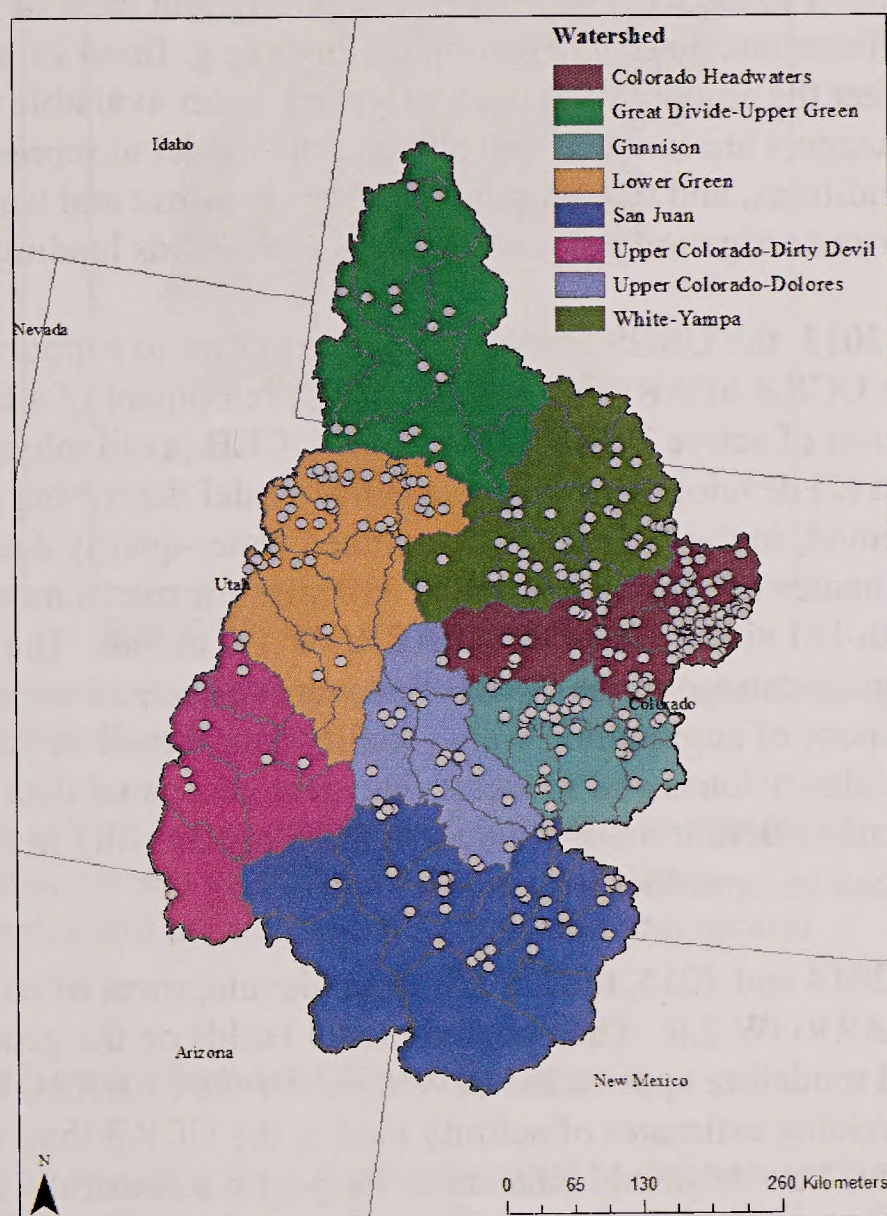 Watershed
Colorado Headwaters
Great Divide-Upper Green
Gunnison
Lower Green
San Juan
Upper Colorado-Dirty Devil
Upper Colorado-Dolores
White-Yampa
Idaho
Nevada
Utah
Colorado
Arizona
New Mexico
N
0 65 130 260 Kilometers